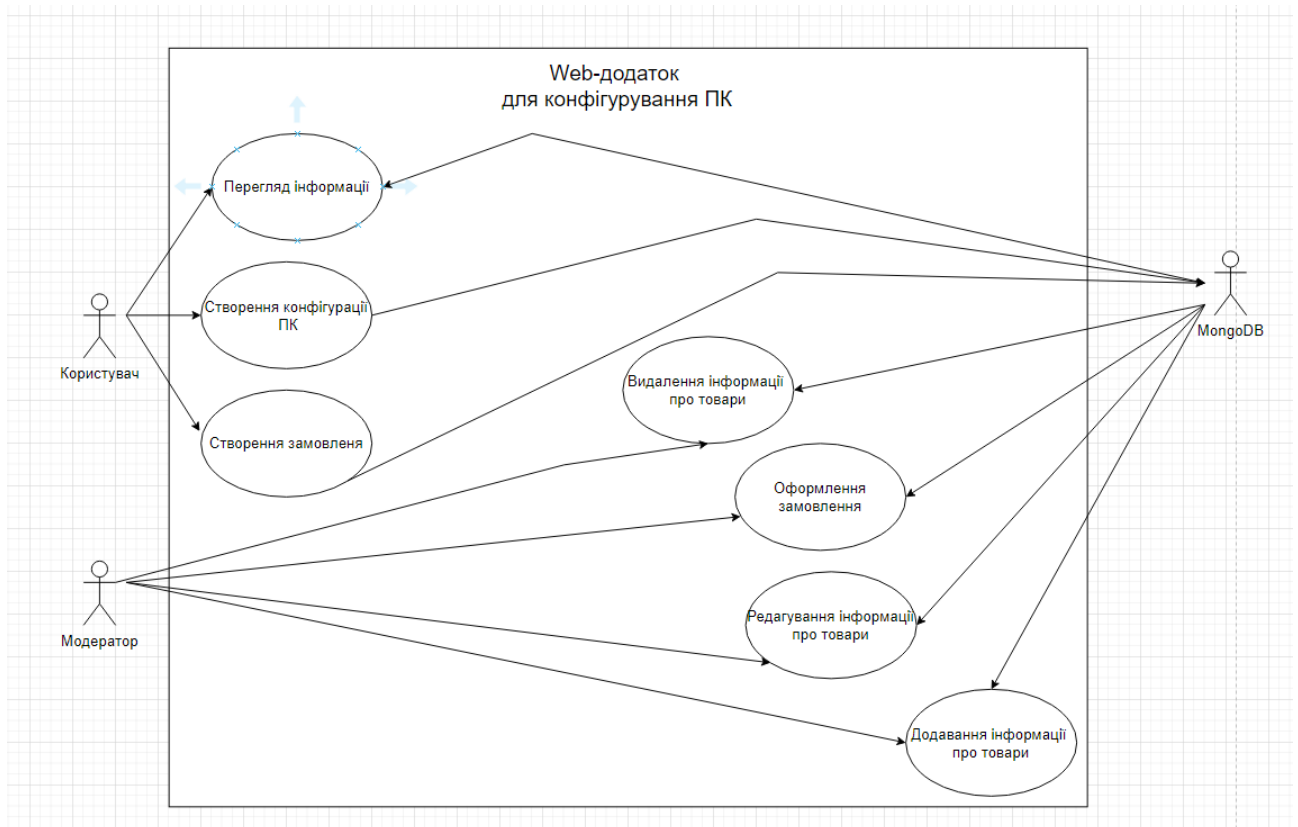 Web-додаток
для конфігурування ПК
Перегляд інформації
Створення конфігурації
ПК
MongoDB
Користувач
Видалення інформації
про товари
Створення замовленя
Оформлення
замовлення
Модератор
Редагування інформації
про товари
Додавання інформації
про товари